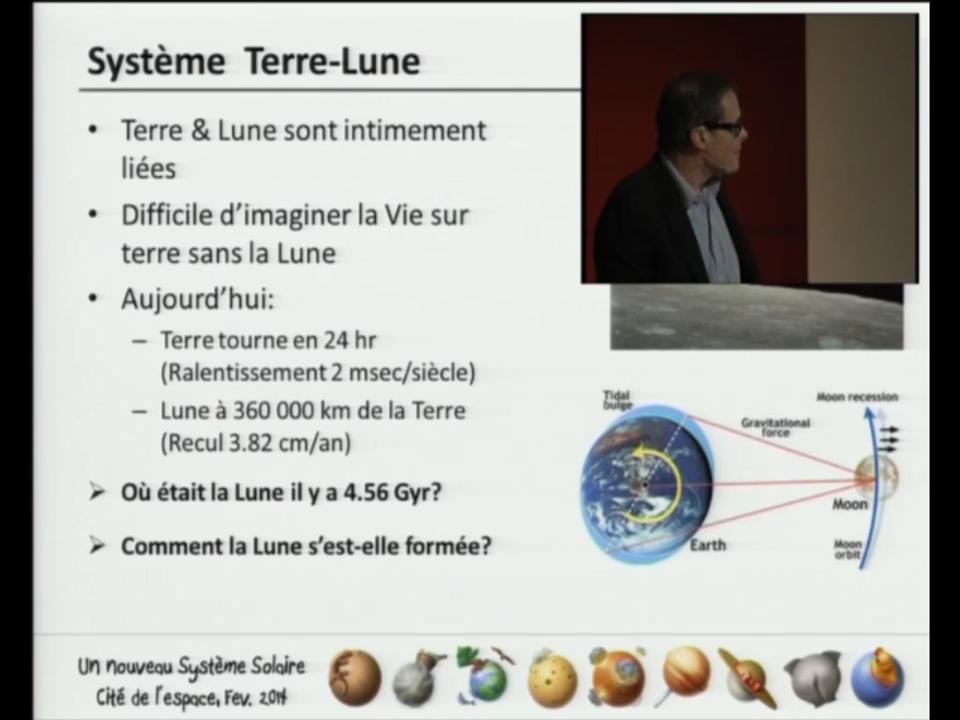 Système Terre-Lune
• Terre & Lune sont intimement
liées
• Difficile d'imaginer la Vie sur
terre sans la Lune
• Aujourd'hui:
– Terre tourne en 24 hr
(Ralentissement 2 msec/siècle)
– Lune à 360 000 km de la Terre
(Recul 3.82 cm/an)
➢ Où était la Lune il y a 4.56 Gyr?
➢ Comment la Lune s'est-elle formée?
Tidal
bulge
Gravitational
force
Moon recession
Moon
Earth
Moon
orbit
Un nouveau Système Solaire
Cité de l'espace, Fev. 2014